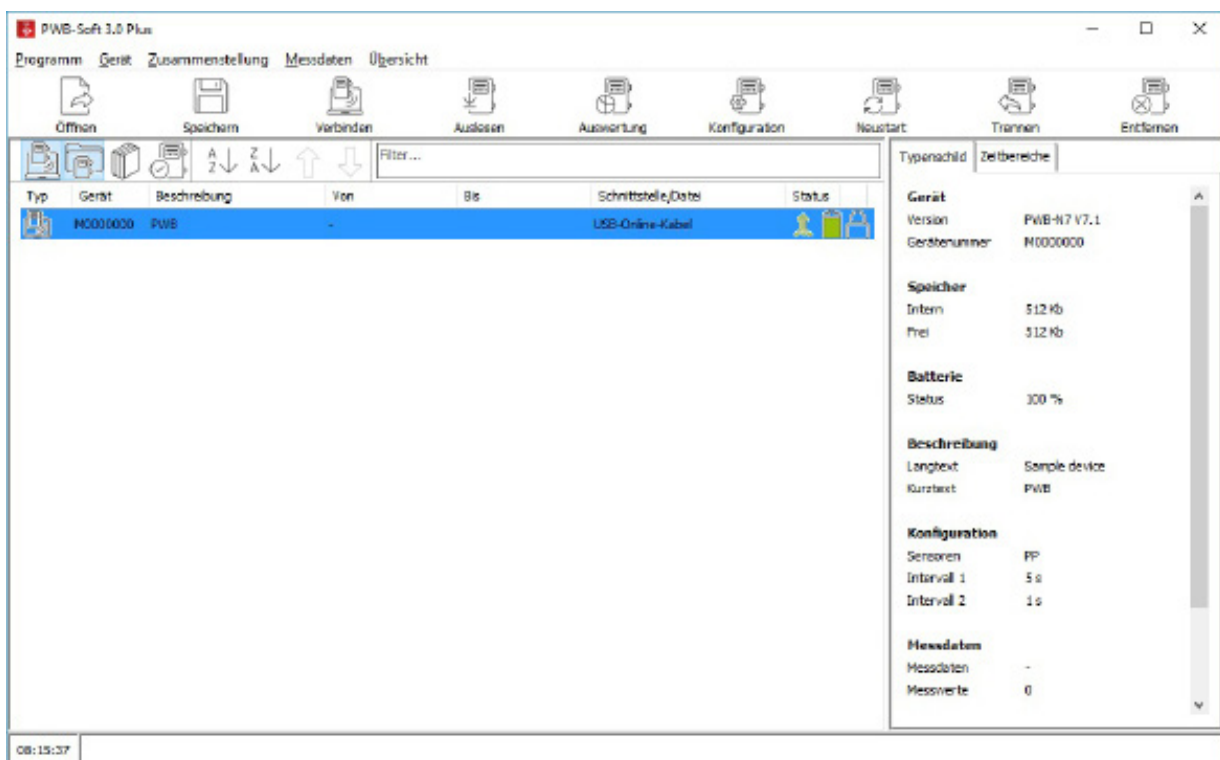 PWB-Soft 3.0 Plus
Programm Gerät Zusammenstellung Messdaten Übersicht
Öffnen Speichern Verbinden Auslesen Auswertung Konfiguration Neustart Trennen Entfernen
Filter... Typenschild Zeitbereiche
Typ Gerät Beschreibung Von Bis Schnittstelle/Datei Status
M0000000 PWB - USB-Online-Kabel
Gerät
Version PWB-N7 V7.1
Gerätenummer M0000000
Speicher
Intern 512 Kb
Frei 512 Kb
Batterie
Status 100 %
Beschreibung
Langtext Sample device
Kurztext PWB
Konfiguration
Sensoren PP
Intervall 1 5 s
Intervall 2 1 s
Messdaten
Messdaten -
Messwerte 0
08:15:37